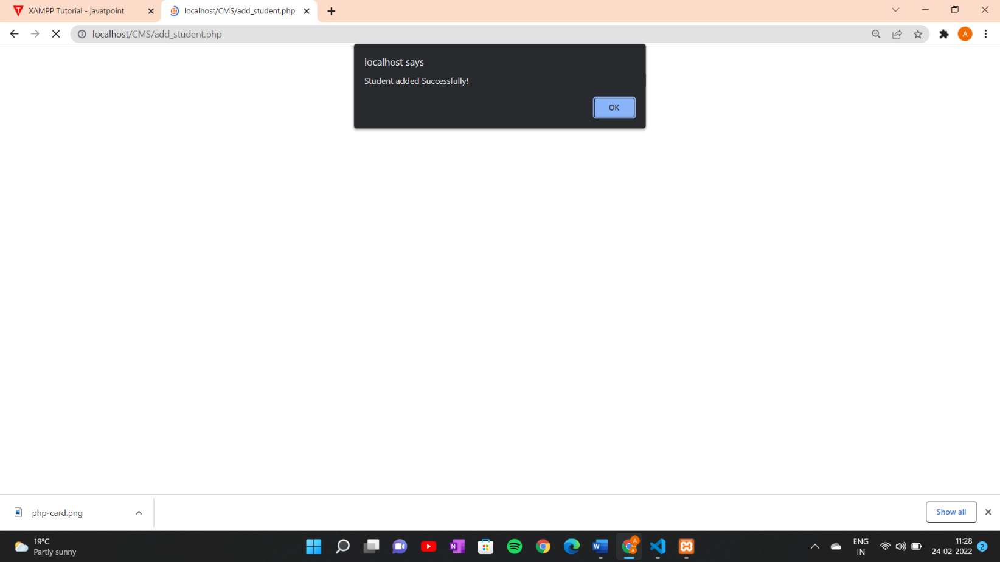 XAMPP Tutorial - javatpoint
localhost/CMS/add_student.php
localhost/CMS/add_student.php
A
localhost says
Student added Successfully!
OK
php-card.png
Show all
19°C
Partly sunny
ENG
IN
11:28
24-02-2022
2